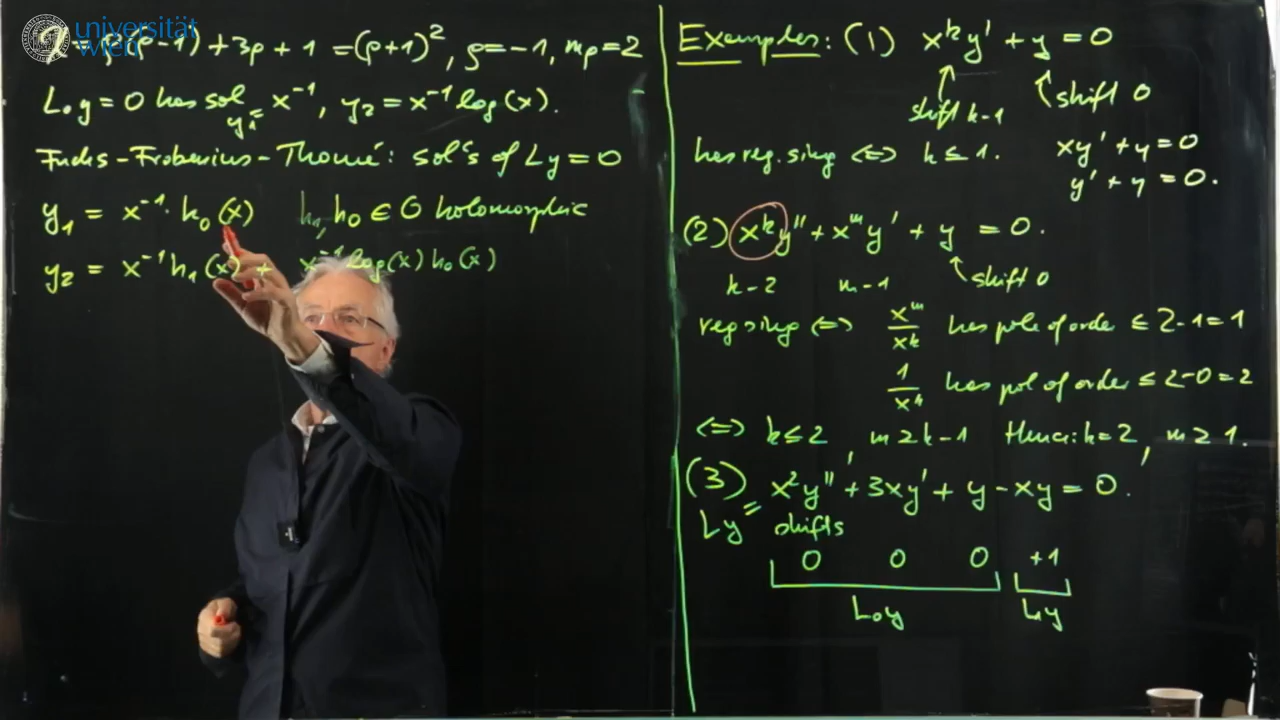 universität
wien
= ρ(ρ-1) + 3ρ + 1 = (ρ+1)², ρ = -1, mρ = 2
L₀y = 0 has sol y₁ = x⁻¹, y₂ = x⁻¹ log(x).
Fuchs-Frobenius-Thomé: sol's of Ly = 0
y₁ = x⁻¹ · h₀(x) h₁, h₀ ∈ O holomorphic
y₂ = x⁻¹ h₁(x) + x⁻¹ log(x) h₀(x)
Examples: (1) xᵏy' + y = 0
shift k-1 shift 0
has reg. sing ⇔ k ≤ 1. xy' + y = 0
y' + y = 0.
(2) xᵏy'' + xᵐy' + y = 0.
k-2 m-1 shift 0
reg sing ⇔ xᵐ/xᵏ has pole of order ≤ 2-1 = 1
1/xᵏ has pol of order ≤ 2-0 = 2
⇔ k ≤ 2, m ≥ k-1 Hence: k = 2, m ≥ 1.
(3) x²y'' + 3xy' + y - xy = 0.
Ly = shifts
0 0 0 +1
L₀y L₁y